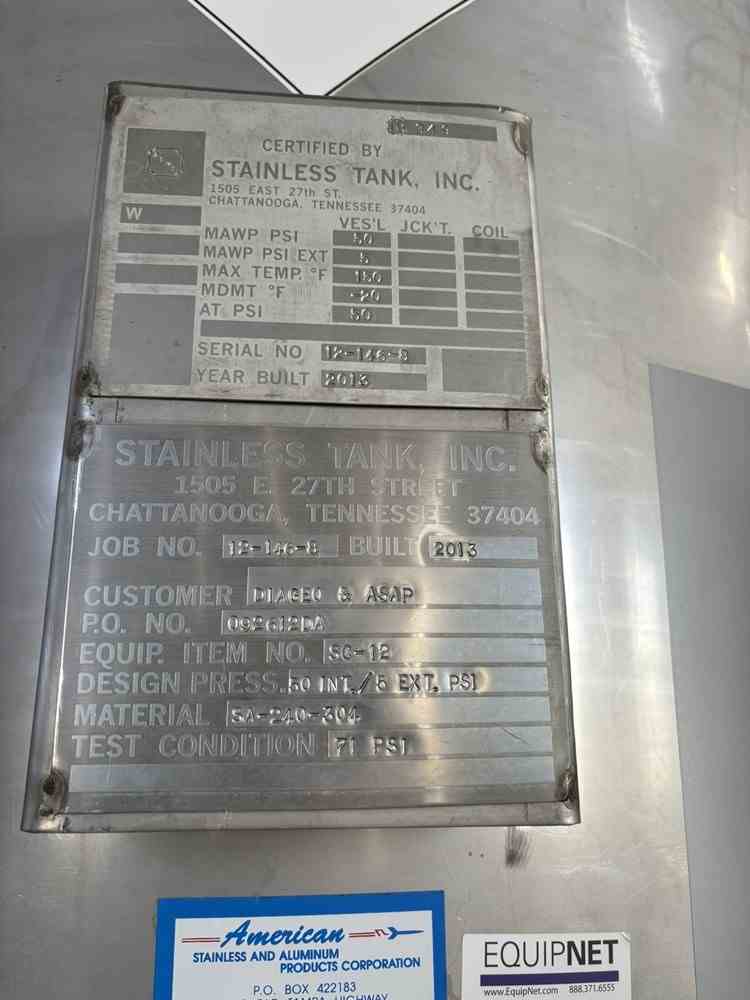 CERTIFIED BY
STAINLESS TANK, INC.
1505 EAST 27th ST.
CHATTANOOGA, TENNESSEE 37404
W
VES'L JCK'T. COIL
MAWP PSI 50
MAWP PSI EXT 5
MAX TEMP. °F 150
MDMT °F -20
AT PSI 50
SERIAL NO 12-146-8
YEAR BUILT 2013
STAINLESS TANK, INC.
1505 E. 27TH STREET
CHATTANOOGA, TENNESSEE 37404
JOB NO. 12-146-8 BUILT 2013
CUSTOMER DIAGEO & ASAP
P.O. NO. 092612DA
EQUIP. ITEM NO. SC-12
DESIGN PRESS. 50 INT./5 EXT. PSI
MATERIAL SA-240-304
TEST CONDITION 71 PSI
American
STAINLESS AND ALUMINUM
PRODUCTS CORPORATION
P.O. BOX 422183
TAMPA HIGHWAY
EQUIPNET
www.EquipNet.com 888.371.6555